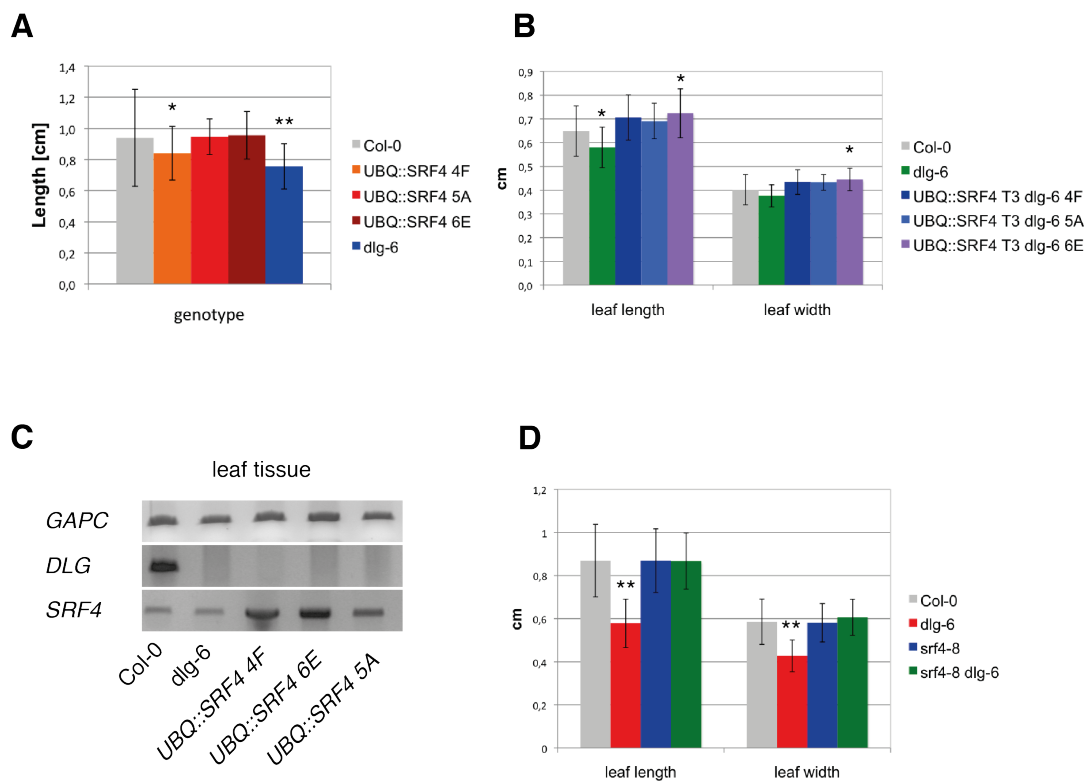 A
1,4
1,2
1,0
0,8
0,6
0,4
0,2
0,0
Length [cm]
*
**
genotype
Col-0
UBQ::SRF4 4F
UBQ::SRF4 5A
UBQ::SRF4 6E
dlg-6
B
0,9
0,8
0,7
0,6
0,5
0,4
0,3
0,2
0,1
0,0
cm
*
*
*
leaf length
leaf width
Col-0
dlg-6
UBQ::SRF4 T3 dlg-6 4F
UBQ::SRF4 T3 dlg-6 5A
UBQ::SRF4 T3 dlg-6 6E
C
leaf tissue
GAPC
DLG
SRF4
Col-0
dlg-6
UBQ::SRF4 4F
UBQ::SRF4 6E
UBQ::SRF4 5A
D
1,2
1
0,8
0,6
0,4
0,2
0
cm
**
**
leaf length
leaf width
Col-0
dlg-6
srf4-8
srf4-8 dlg-6